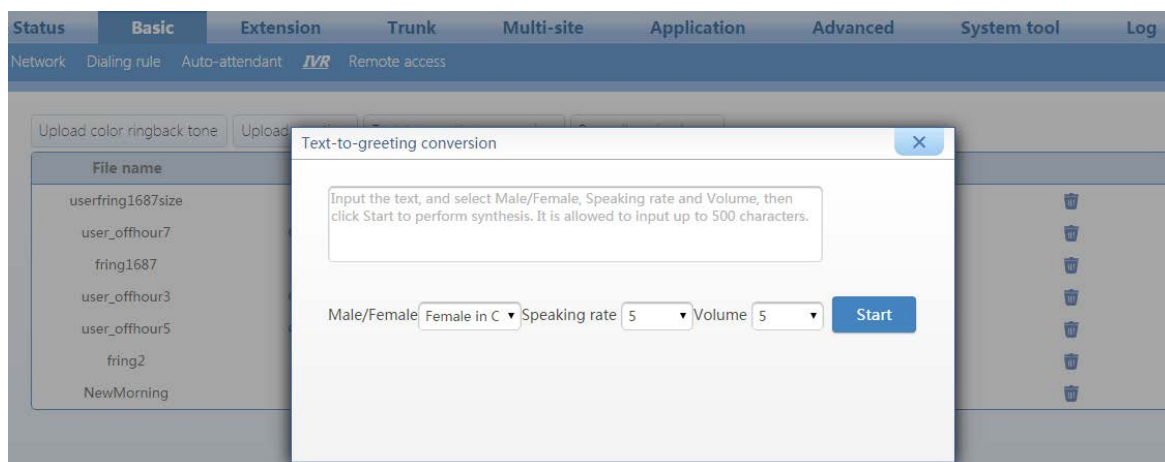 Status Basic Extension Trunk Multi-site Application Advanced System tool Log
Network Dialing rule Auto-attendant IVR Remote access
Upload color ringback tone Upload
Text-to-greeting conversion
File name
Input the text, and select Male/Female, Speaking rate and Volume, then
click Start to perform synthesis. It is allowed to input up to 500 characters.
userfring1687size
user_offhour7
fring1687
user_offhour3
user_offhour5
fring2
NewMorning
Male/Female Female in C Speaking rate 5 Volume 5 Start